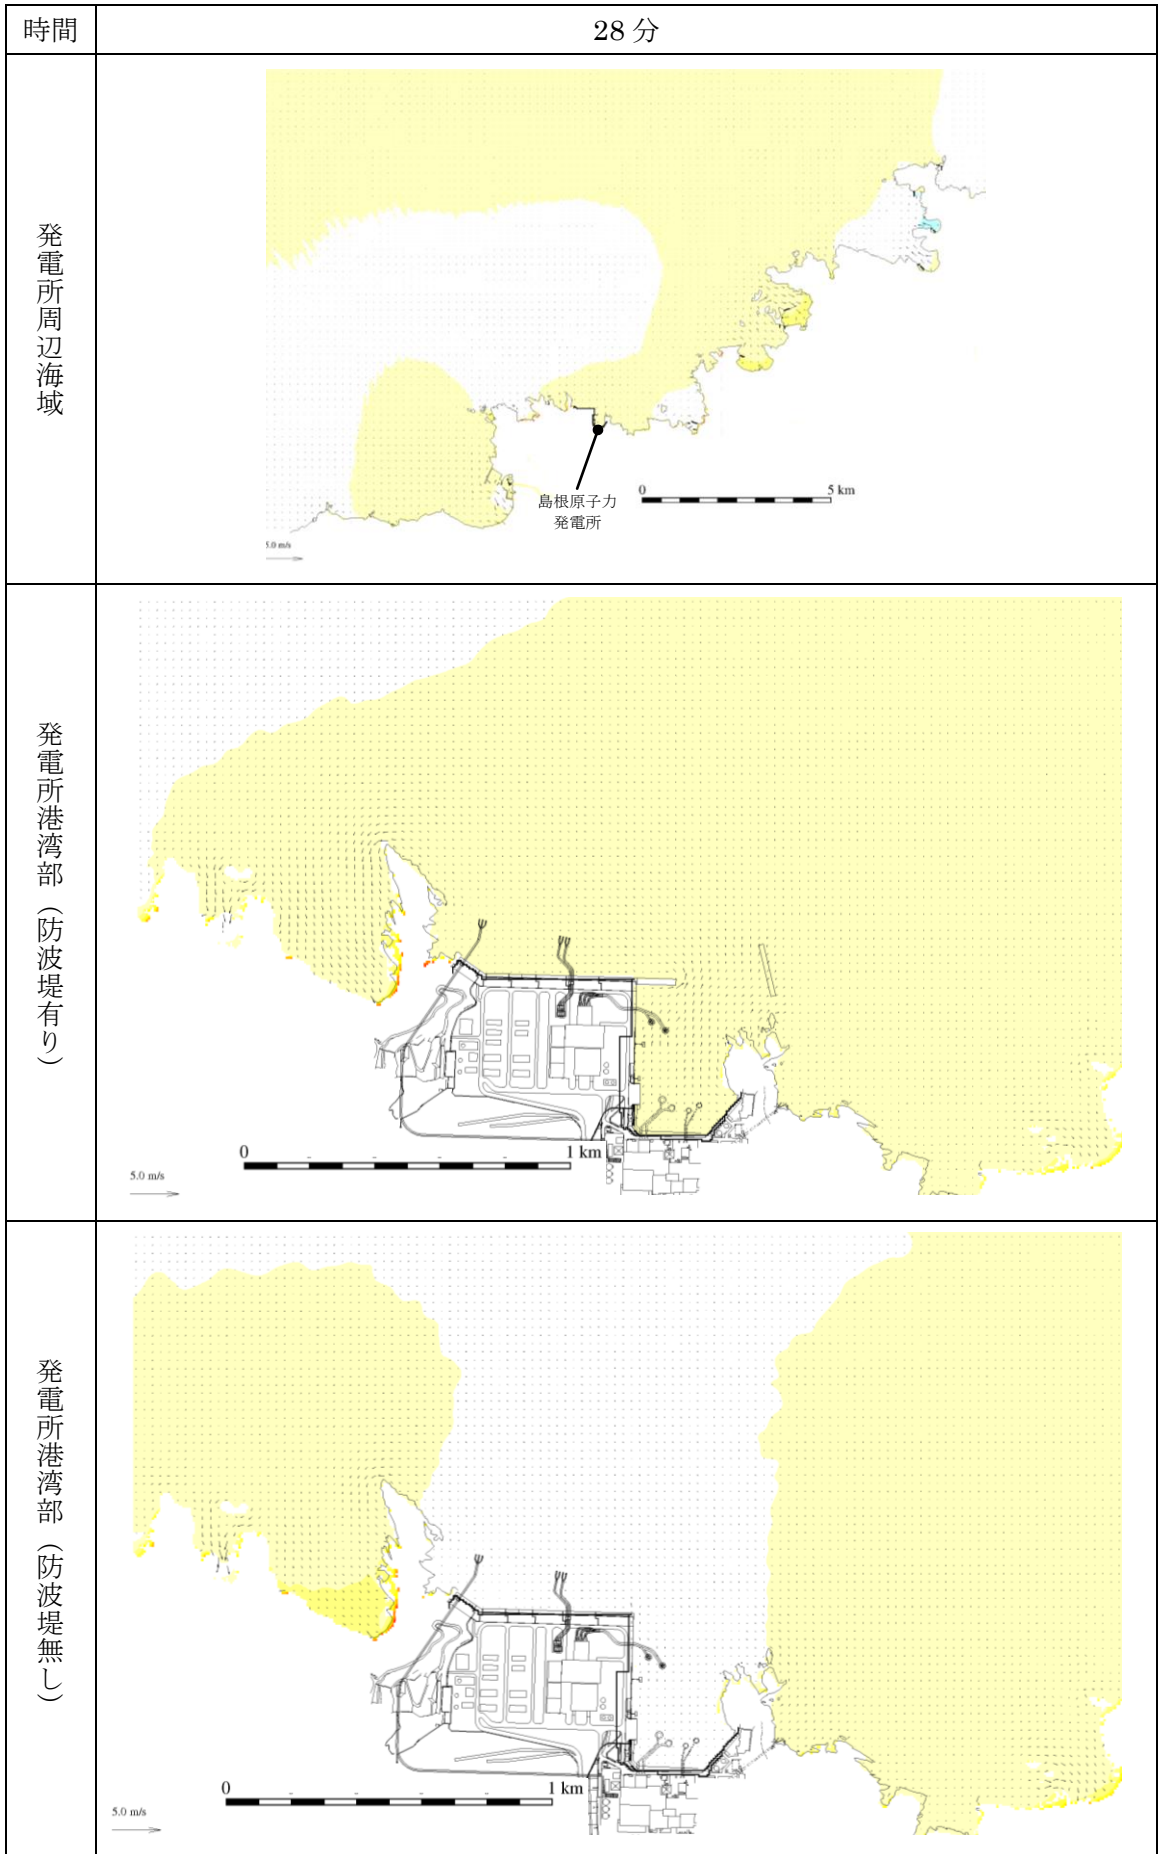 時間
28 分
発電所周辺海域
島根原子力
発電所
0 5 km
5.0 m/s
発電所港湾部（防波堤有り）
0 1 km
5.0 m/s
発電所港湾部（防波堤無し）
0 1 km
5.0 m/s